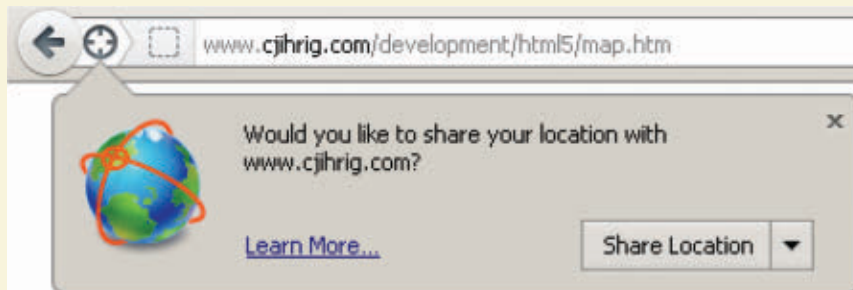 www.cjihrig.com/development/html5/map.htm
Would you like to share your location with
www.cjihrig.com?
Learn More...
Share Location